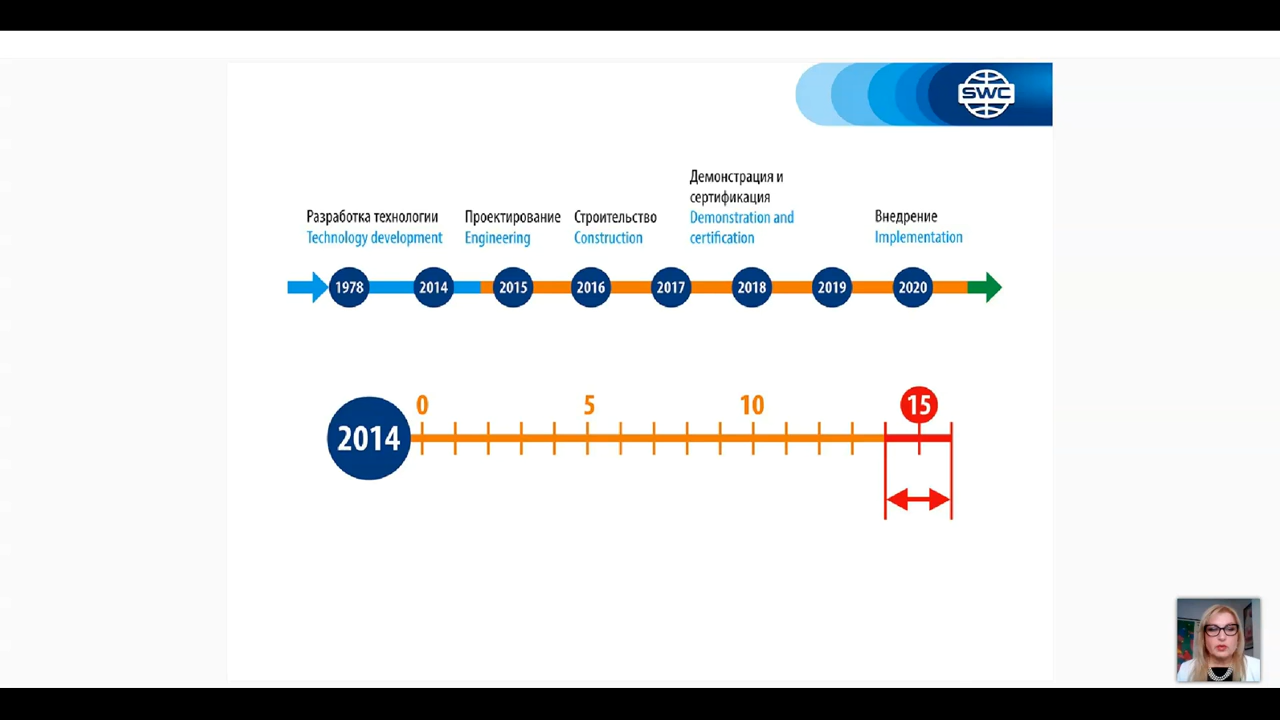 SWC
Демонстрация и
сертификация
Demonstration and
certification
Разработка технологии
Technology development
Проектирование
Engineering
Строительство
Construction
Внедрение
Implementation
1978 2014 2015 2016 2017 2018 2019 2020
0 5 10 15
2014